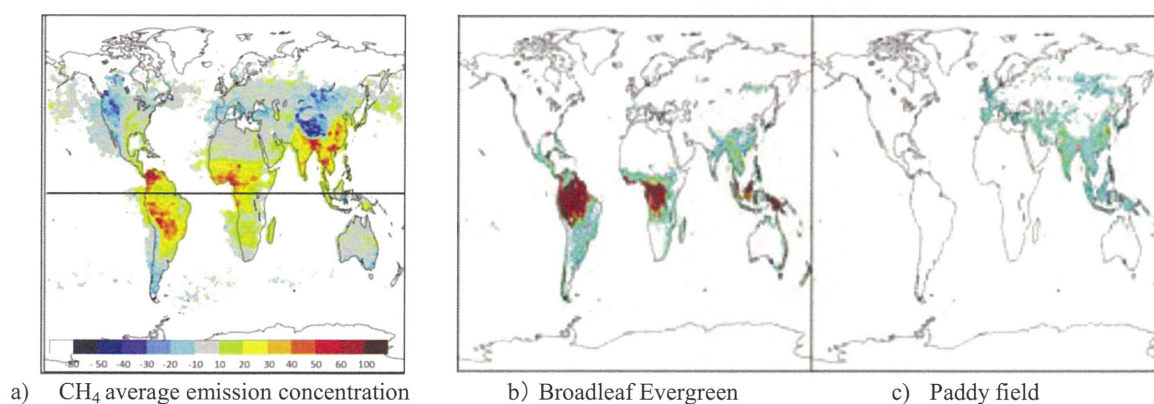 -60 -50 -40 -30 -20 -10 10 20 30 40 50 60 100
a) CH₄ average emission concentration
b) Broadleaf Evergreen
c) Paddy field